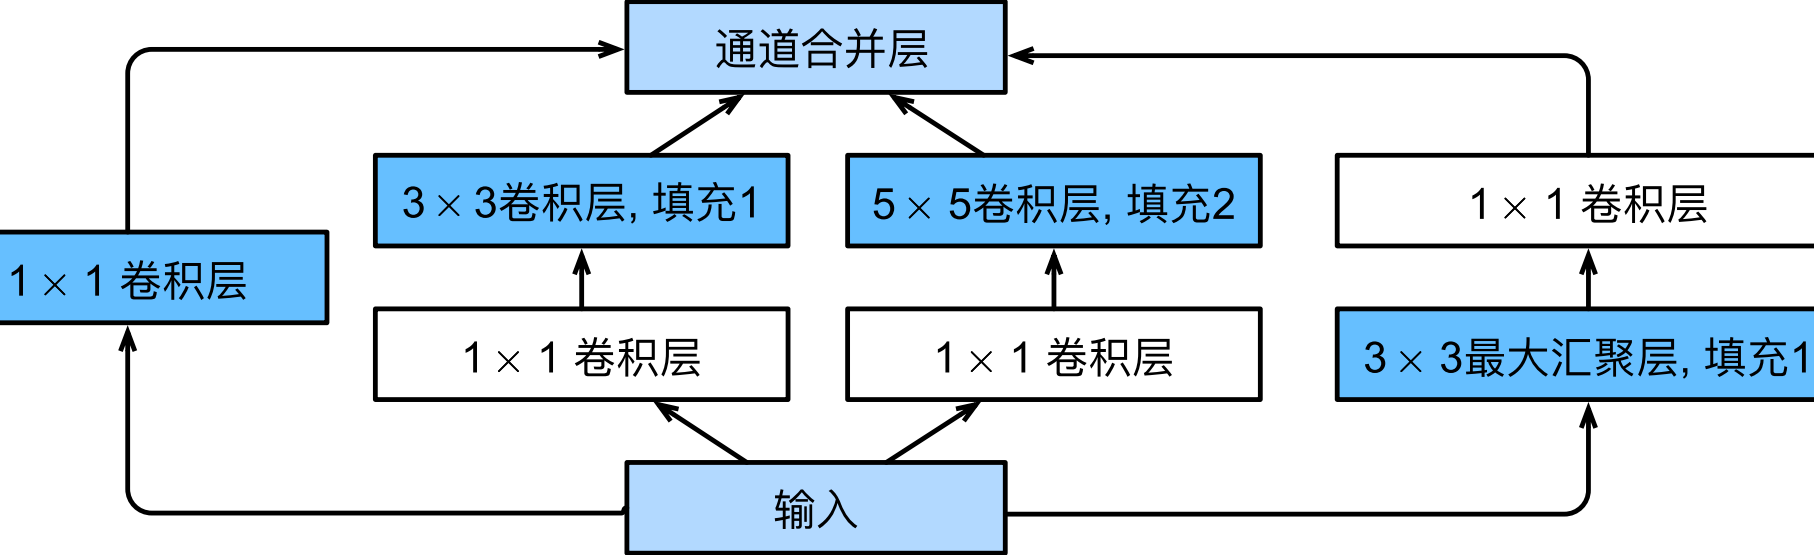 通道合并层
3 × 3卷积层, 填充1
5 × 5卷积层, 填充2
1 × 1 卷积层
1 × 1 卷积层
1 × 1 卷积层
1 × 1 卷积层
3 × 3最大汇聚层, 填充1
输入